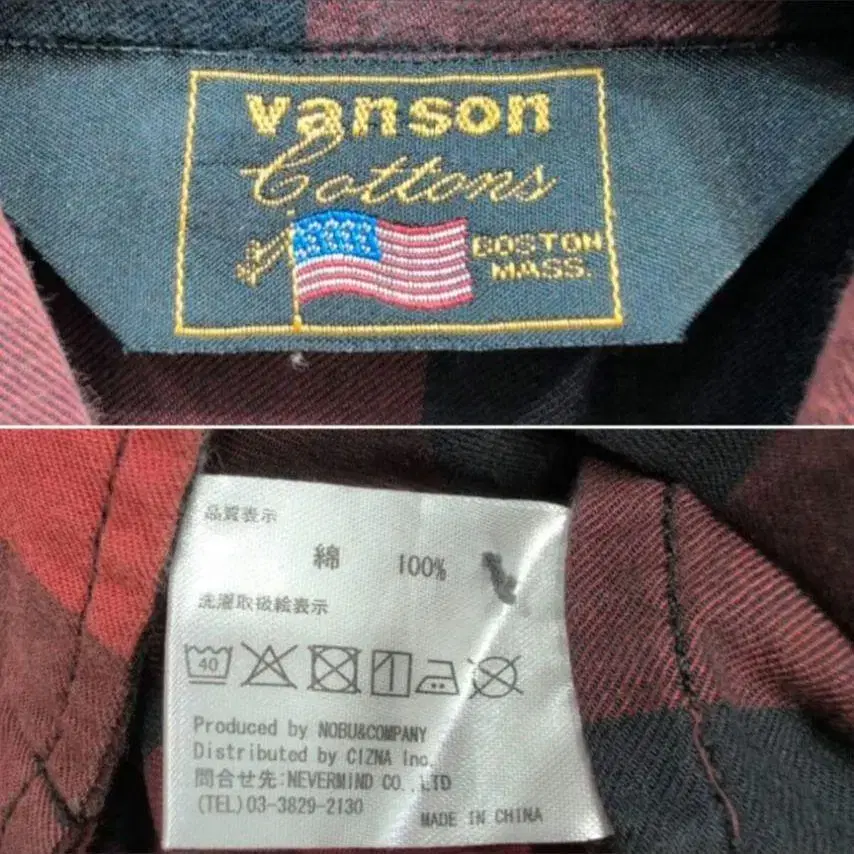 vanson
Cottons
BOSTON
MASS.
品質表示
綿 100%
洗濯取扱絵表示
40
Produced by NOBU&COMPANY
Distributed by CIZNA Inc.
問合せ先:NEVERMIND CO.,LTD
(TEL)03-3829-2130
MADE IN CHINA